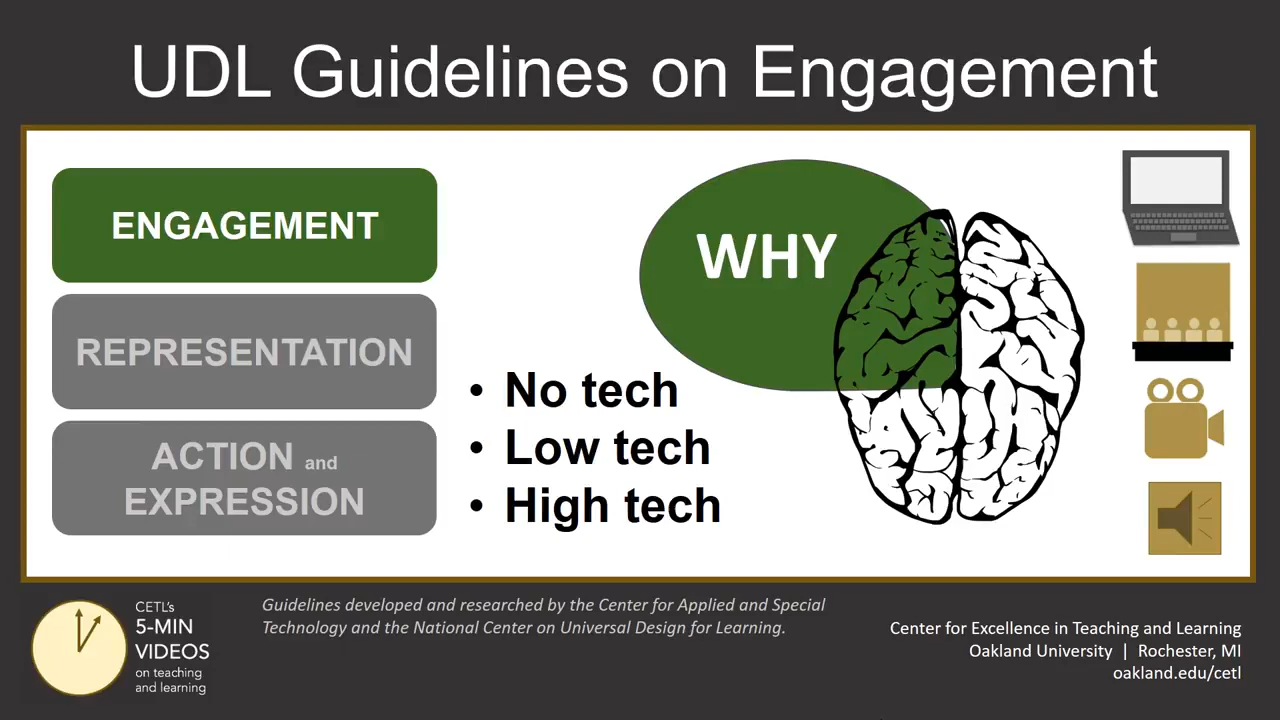 UDL Guidelines on Engagement
ENGAGEMENT
REPRESENTATION
ACTION and
EXPRESSION
WHY
• No tech
• Low tech
• High tech
CETL's
5-MIN
VIDEOS
on teaching
and learning
Guidelines developed and researched by the Center for Applied and Special
Technology and the National Center on Universal Design for Learning.
Center for Excellence in Teaching and Learning
Oakland University | Rochester, MI
oakland.edu/cetl